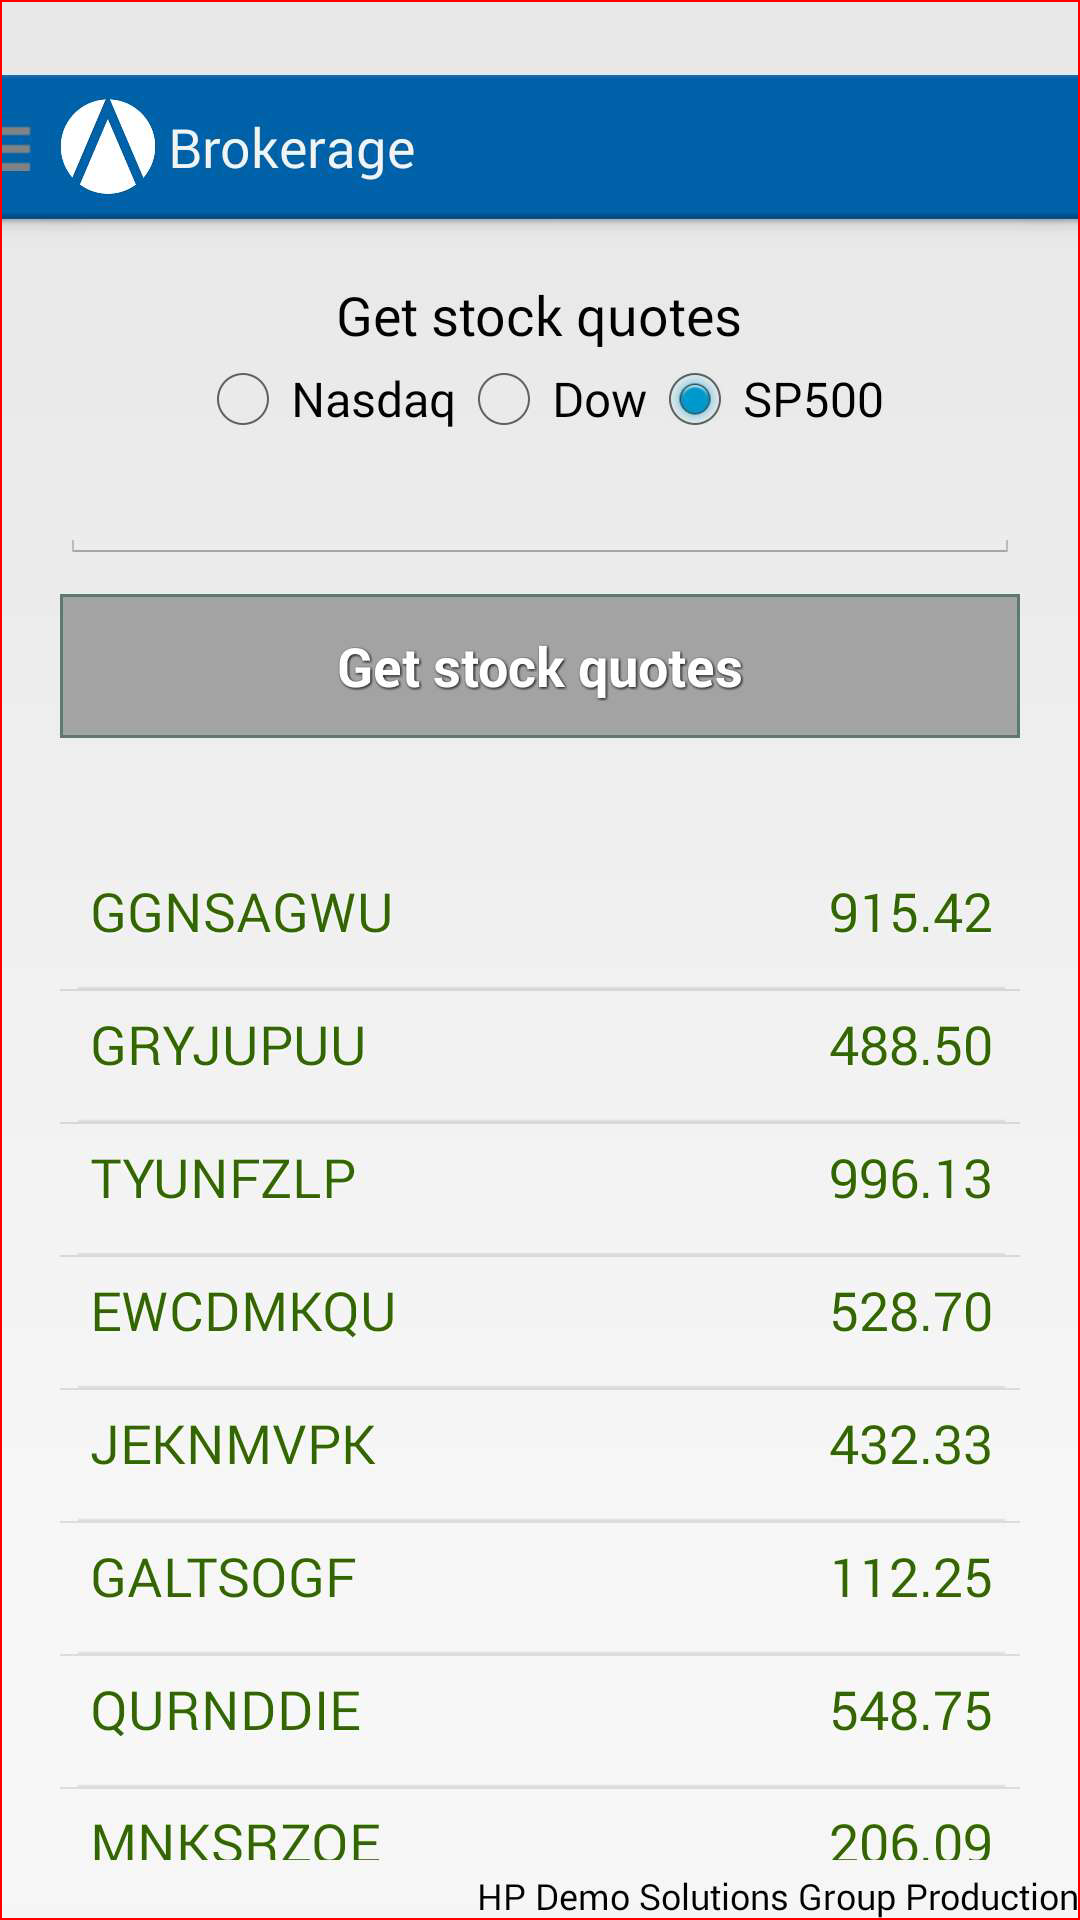 Brokerage
Get stock quotes
Nasdaq Dow SP500
Get stock quotes
GGNSAGWU 915.42
GRYJUPUU 488.50
TYUNFZLP 996.13
EWCDMKQU 528.70
JEKNMVPK 432.33
GALTSOGF 112.25
QURNDDIE 548.75
MNKSRZOE 206.09
HP Demo Solutions Group Production